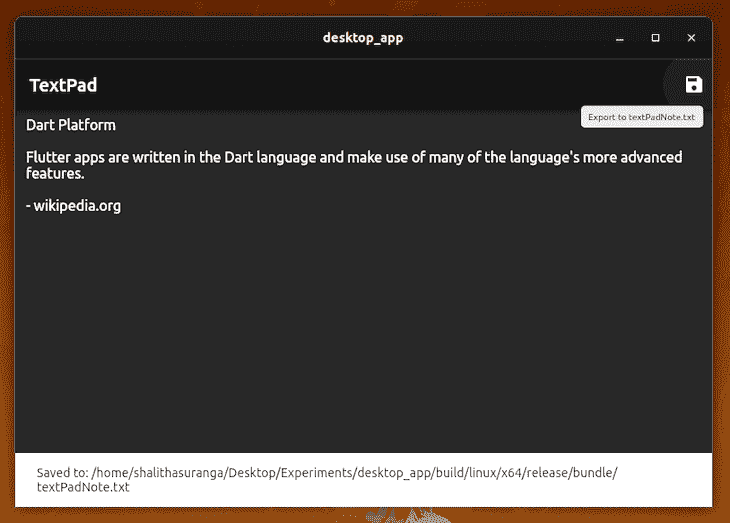 desktop_app
TextPad
Export to textPadNote.txt
Dart Platform
Flutter apps are written in the Dart language and make use of many of the language's more advanced
features.
- wikipedia.org
Saved to: /home/shalithasuranga/Desktop/Experiments/desktop_app/build/linux/x64/release/bundle/
textPadNote.txt